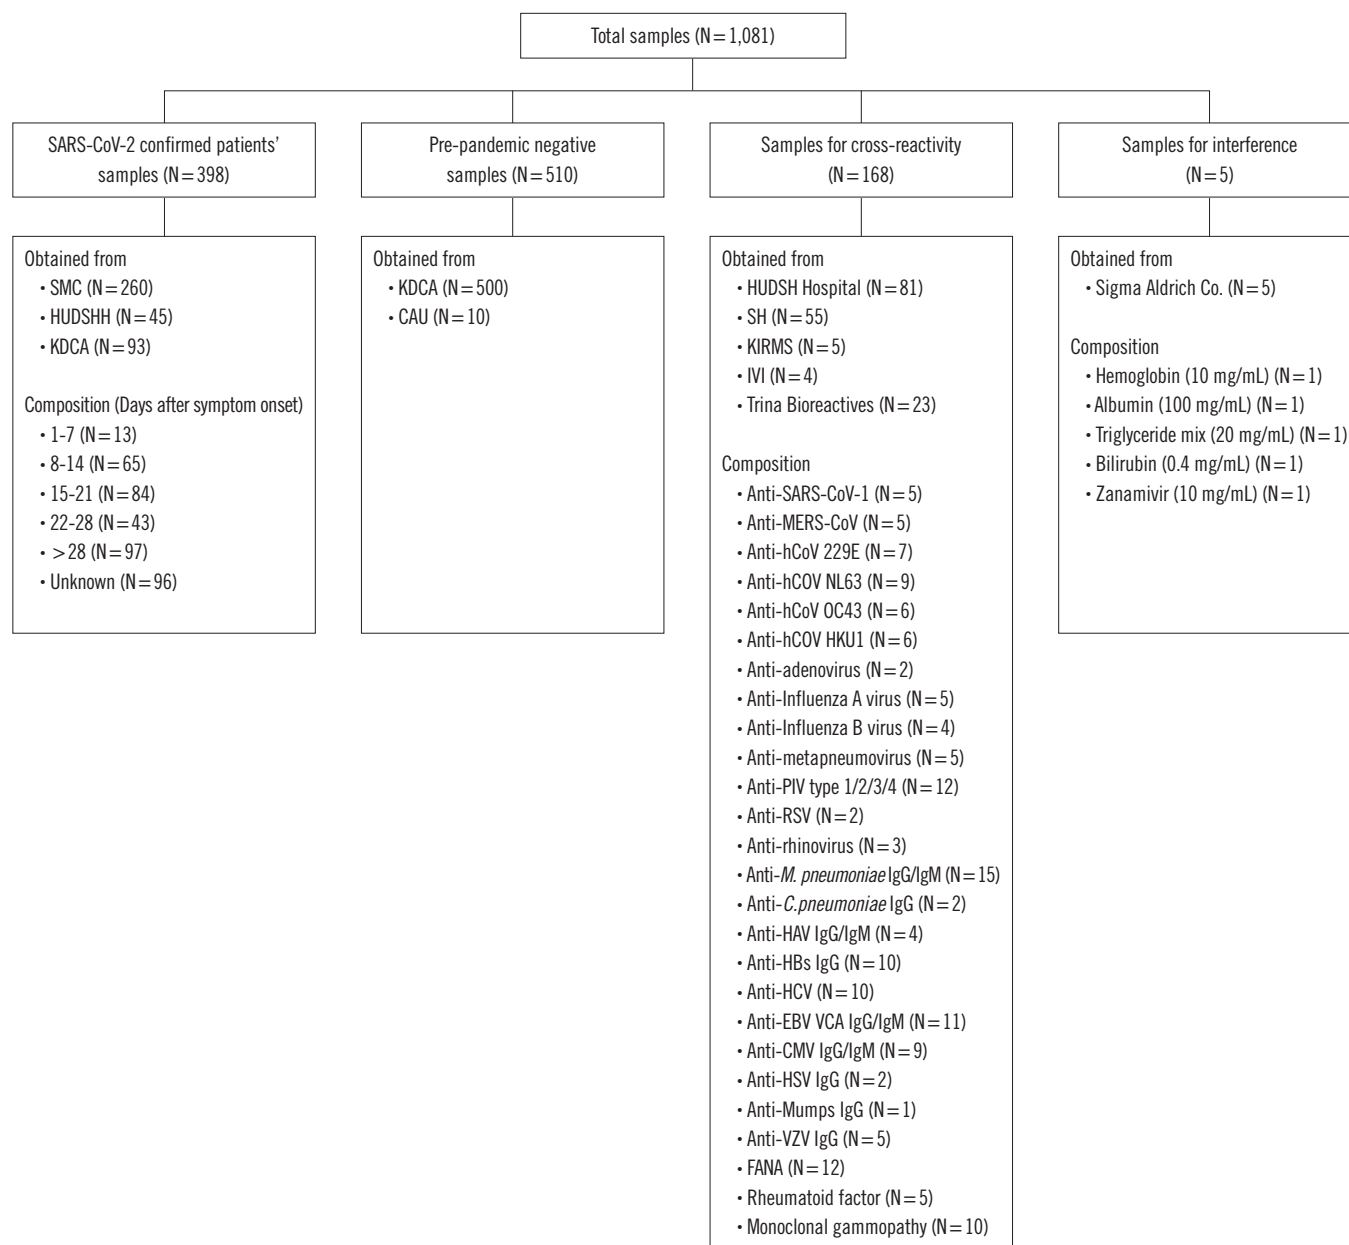 Total samples (N=1,081)
SARS-CoV-2 confirmed patients'
samples (N=398)
Pre-pandemic negative
samples (N=510)
Samples for cross-reactivity
(N=168)
Samples for interference
(N=5)
Obtained from
• SMC (N=260)
• HUDSHH (N=45)
• KDCA (N=93)
Composition (Days after symptom onset)
• 1-7 (N=13)
• 8-14 (N=65)
• 15-21 (N=84)
• 22-28 (N=43)
• >28 (N=97)
• Unknown (N=96)
Obtained from
• KDCA (N=500)
• CAU (N=10)
Obtained from
• HUDSH Hospital (N=81)
• SH (N=55)
• KIRMS (N=5)
• IVI (N=4)
• Trina Bioreactives (N=23)
Composition
• Anti-SARS-CoV-1 (N=5)
• Anti-MERS-CoV (N=5)
• Anti-hCoV 229E (N=7)
• Anti-hCOV NL63 (N=9)
• Anti-hCoV OC43 (N=6)
• Anti-hCOV HKU1 (N=6)
• Anti-adenovirus (N=2)
• Anti-Influenza A virus (N=5)
• Anti-Influenza B virus (N=4)
• Anti-metapneumovirus (N=5)
• Anti-PIV type 1/2/3/4 (N=12)
• Anti-RSV (N=2)
• Anti-rhinovirus (N=3)
• Anti-M. pneumoniae IgG/IgM (N=15)
• Anti-C.pneumoniae IgG (N=2)
• Anti-HAV IgG/IgM (N=4)
• Anti-HBs IgG (N=10)
• Anti-HCV (N=10)
• Anti-EBV VCA IgG/IgM (N=11)
• Anti-CMV IgG/IgM (N=9)
• Anti-HSV IgG (N=2)
• Anti-Mumps IgG (N=1)
• Anti-VZV IgG (N=5)
• FANA (N=12)
• Rheumatoid factor (N=5)
• Monoclonal gammopathy (N=10)
Obtained from
• Sigma Aldrich Co. (N=5)
Composition
• Hemoglobin (10 mg/mL) (N=1)
• Albumin (100 mg/mL) (N=1)
• Triglyceride mix (20 mg/mL) (N=1)
• Bilirubin (0.4 mg/mL) (N=1)
• Zanamivir (10 mg/mL) (N=1)